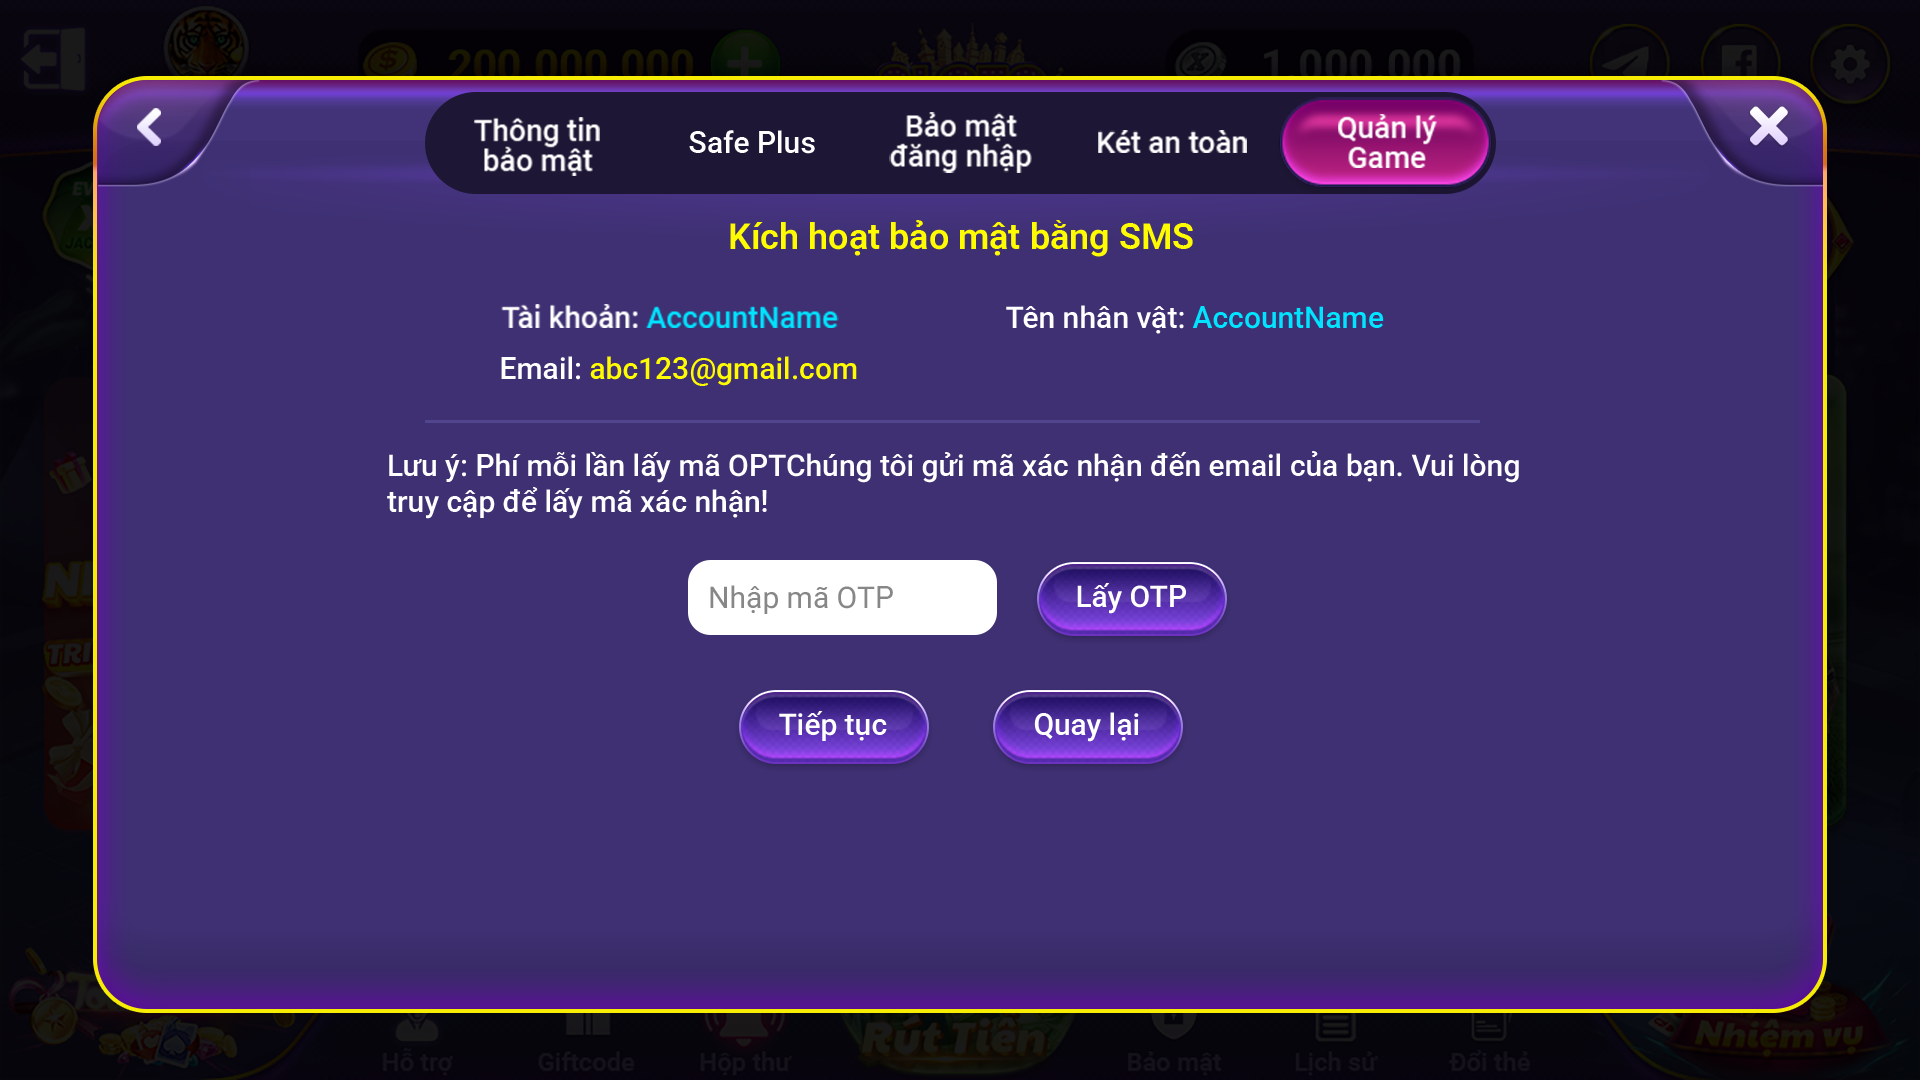 200.000.000
1.000.000
Thông tin
bảo mật
Safe Plus
Bảo mật
đăng nhập
Két an toàn
Quản lý
Game
Kích hoạt bảo mật bằng SMS
Tài khoản: AccountName
Tên nhân vật: AccountName
Email: abc123@gmail.com
Lưu ý: Phí mỗi lần lấy mã OPTChúng tôi gửi mã xác nhận đến email của bạn. Vui lòng
truy cập để lấy mã xác nhận!
Nhập mã OTP
Lấy OTP
Tiếp tục
Quay lại
Hỗ trợ
Giftcode
Hộp thư
Rút Tiền
Bảo mật
Lịch sử
Đổi thẻ
Nhiệm vụ